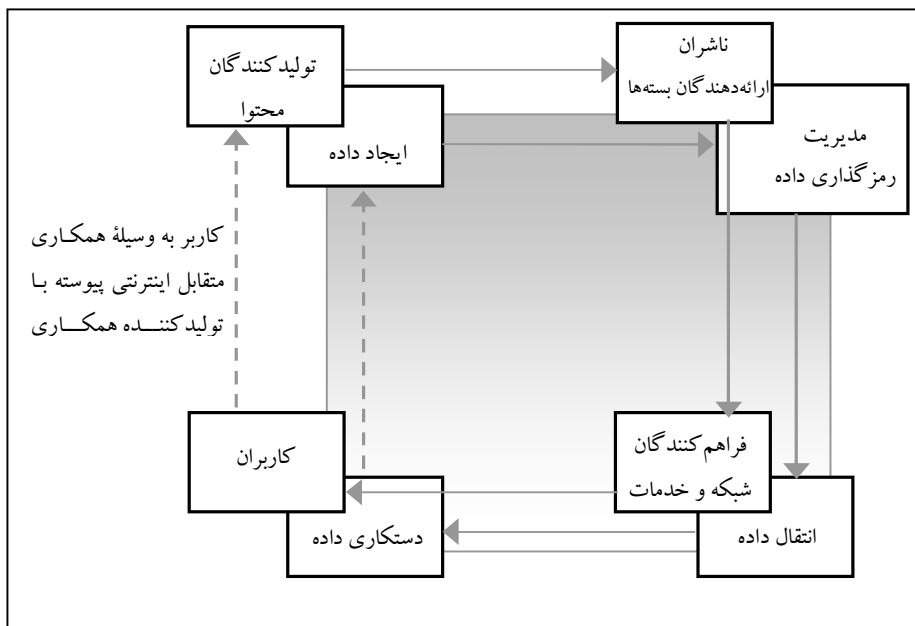 ناشران
ارائه‌دهندگان بسته‌ها
تولیدکنندگان
محتوا
مدیریت
رمزگذاری داده
ایجاد داده
کاربر به وسیلهٔ همکاری
متقابل اینترنتی پیوسته با
تولیدکننده همکاری
فراهم‌کنندگان
شبکه و خدمات
کاربران
انتقال داده
دستکاری داده